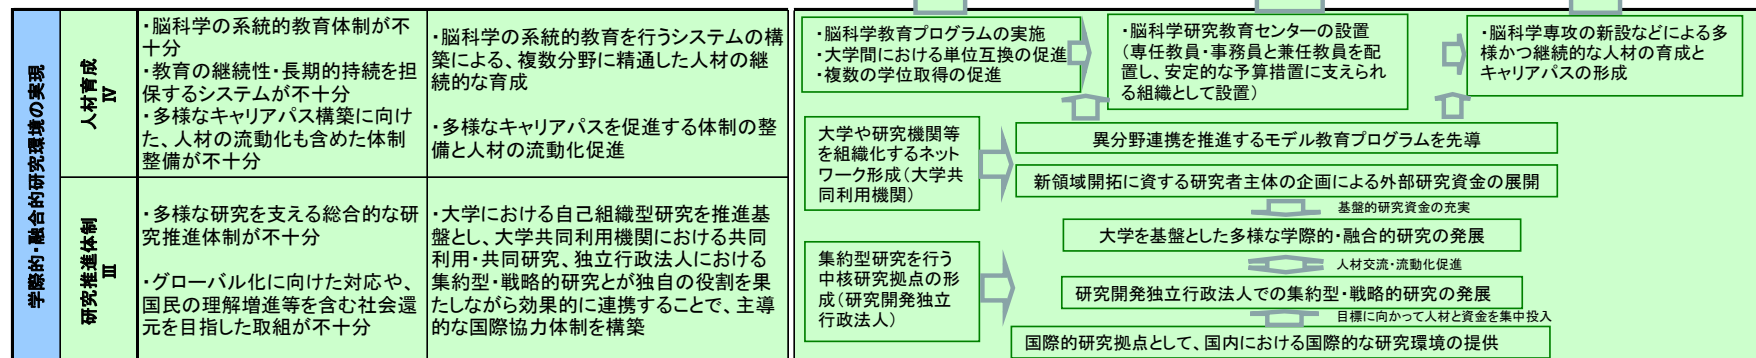 学際的・融合的研究環境の実現
人材育成
Ⅳ
・脳科学の系統的教育体制が不
十分
・教育の継続性・長期的持続を担
保するシステムが不十分
・多様なキャリアパス構築に向け
た、人材の流動化も含めた体制
整備が不十分
・脳科学の系統的教育を行うシステムの構
築による、複数分野に精通した人材の継
続的な育成
・多様なキャリアパスを促進する体制の整
備と人材の流動化促進
・脳科学教育プログラムの実施
・大学間における単位互換の促進
・複数の学位取得の促進
・脳科学研究教育センターの設置
(専任教員・事務員と兼任教員を配
置し、安定的な予算措置に支えられ
る組織として設置)
・脳科学専攻の新設などによる多
様かつ継続的な人材の育成と
キャリアパスの形成
大学や研究機関等
を組織化するネット
ワーク形成(大学共
同利用機関)
異分野連携を推進するモデル教育プログラムを先導
新領域開拓に資する研究者主体の企画による外部研究資金の展開
基盤的研究資金の充実
研究推進体制
Ⅲ
・多様な研究を支える総合的な研
究推進体制が不十分
・グローバル化に向けた対応や、
国民の理解増進等を含む社会還
元を目指した取組が不十分
・大学における自己組織型研究を推進基
盤とし、大学共同利用機関における共同
利用・共同研究、独立行政法人における
集約型・戦略的研究とが独自の役割を果
たしながら効果的に連携することで、主導
的な国際協力体制を構築
大学を基盤とした多様な学際的・融合的研究の発展
人材交流・流動化促進
集約型研究を行う
中核研究拠点の形
成(研究開発独立
行政法人)
研究開発独立行政法人での集約型・戦略的研究の発展
目標に向かって人材と資金を集中投入
国際的研究拠点として、国内における国際的な研究環境の提供